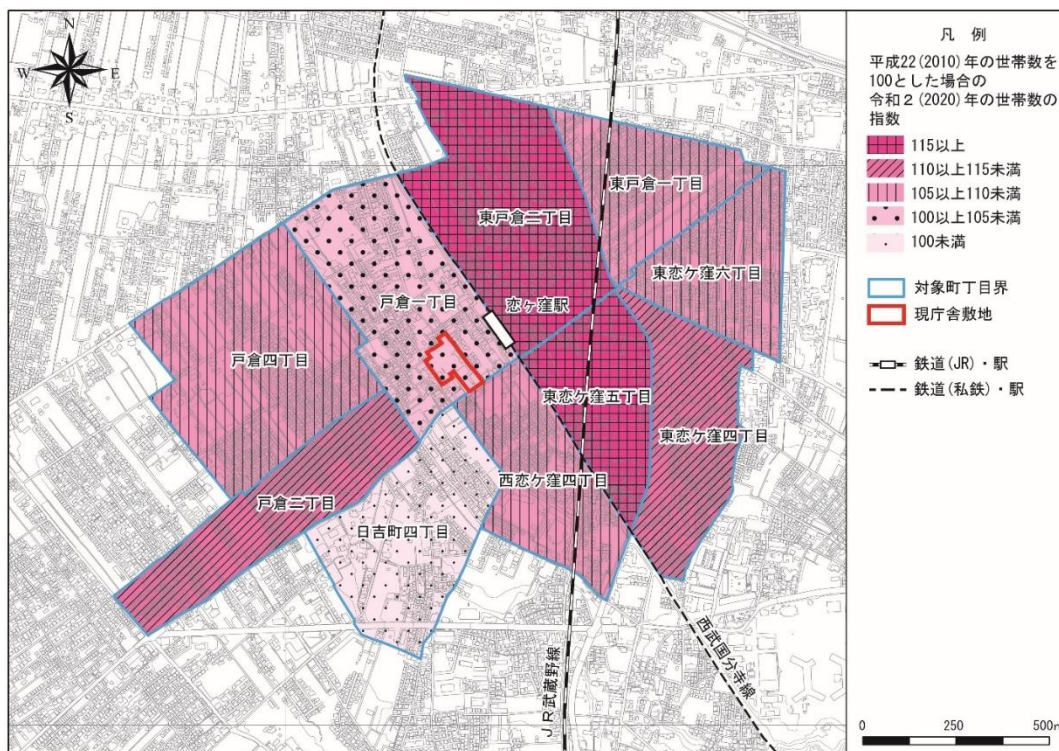 N
W
E
S
東戸倉一丁目
東戸倉二丁目
東恋ケ窪六丁目
戸倉一丁目
恋ヶ窪駅
戸倉四丁目
東恋ケ窪五丁目
東恋ケ窪四丁目
西恋ケ窪四丁目
戸倉二丁目
日吉町四丁目
JR武蔵野線
西武国分寺線
凡 例
平成22(2010)年の世帯数を
100とした場合の
令和2(2020)年の世帯数の
指数
115以上
110以上115未満
105以上110未満
100以上105未満
100未満
対象町丁目界
現庁舎敷地
鉄道(JR)・駅
鉄道(私鉄)・駅
0 250 500m